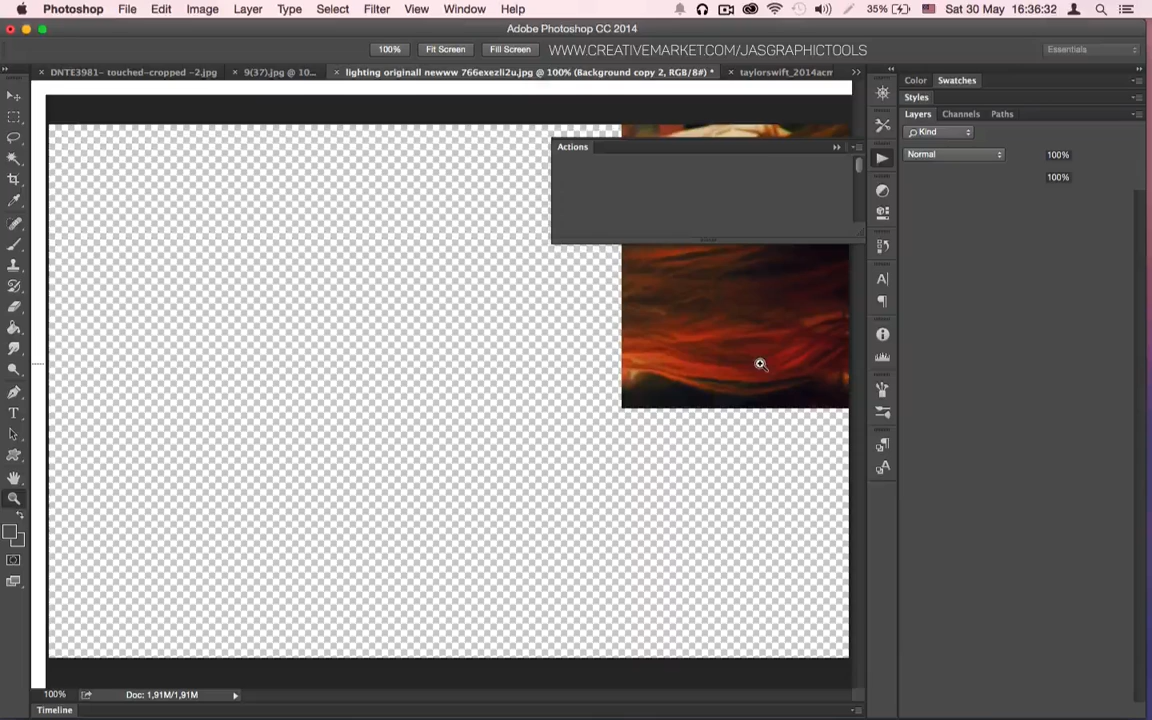 Photoshop File Edit Image Layer Type Select Filter View Window Help 35% Sat 30 May 16:36:32
Adobe Photoshop CC 2014
100% Fit Screen Fill Screen WWW.CREATIVEMARKET.COM/JASGRAPHICTOOLS Essentials
DNTE3981- touched-cropped -2.jpg 9(37).jpg @ 10... lighting originall newww 766exezli2u.jpg @ 100% (Background copy 2, RGB/8#) * taylorswift_2014acm
Color Swatches
Styles
Layers Channels Paths
Kind
Normal 100%
100%
Actions
100% Doc: 1,91M/1,91M
Timeline